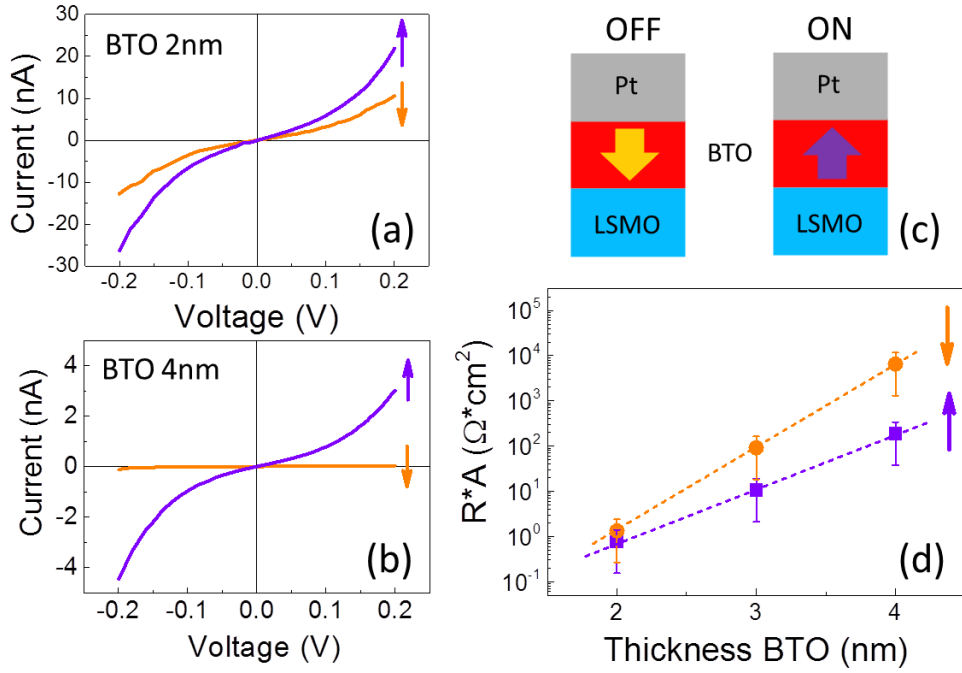 BTO 2nm
(a)
Current (nA)
30
20
10
0
-10
-20
-30
-0.2
-0.1
0.0
0.1
0.2
Voltage (V)
BTO 4nm
(b)
Current (nA)
4
2
0
-2
-4
-0.2
-0.1
0.0
0.1
0.2
Voltage (V)
OFF
ON
Pt
Pt
BTO
LSMO
LSMO
(c)
R*A (Ω*cm²)
10⁵
10⁴
10³
10²
10¹
10⁰
10⁻¹
(d)
2
3
4
Thickness BTO (nm)